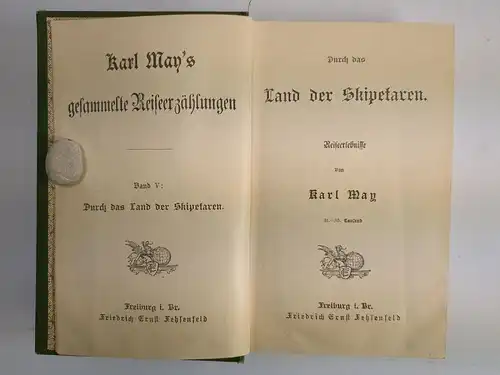 Karl May's
gesammelte Reiseerzählungen
Band V:
Durch das Land der Skipetaren.
Freiburg i. Br.
Friedrich Ernst Fehsenfeld
Durch das
Land der Skipetaren.
Reiseerlebnisse
von
Karl May
Tausend
Freiburg i. Br.
Friedrich Ernst Fehsenfeld